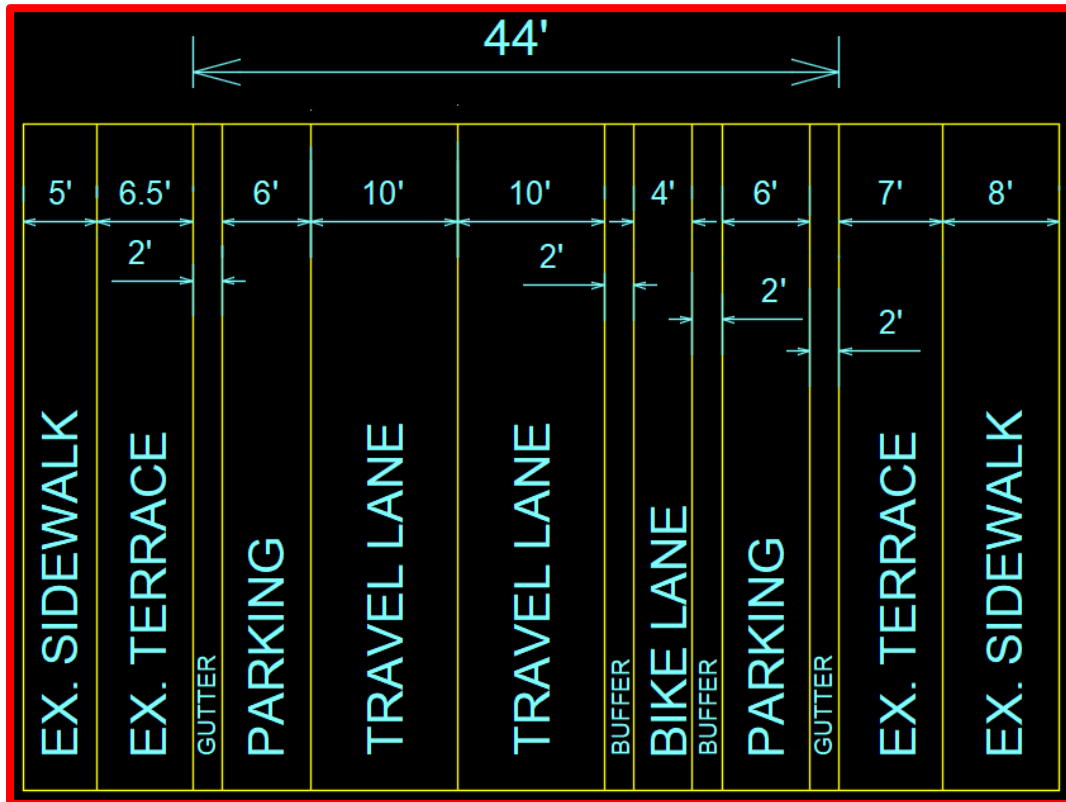 44'
5'
6.5'
6'
10'
10'
4'
6'
7'
8'
2'
2'
2'
2'
EX. SIDEWALK
EX. TERRACE
GUTTER
PARKING
TRAVEL LANE
TRAVEL LANE
BUFFER
BIKE LANE
BUFFER
PARKING
GUTTER
EX. TERRACE
EX. SIDEWALK